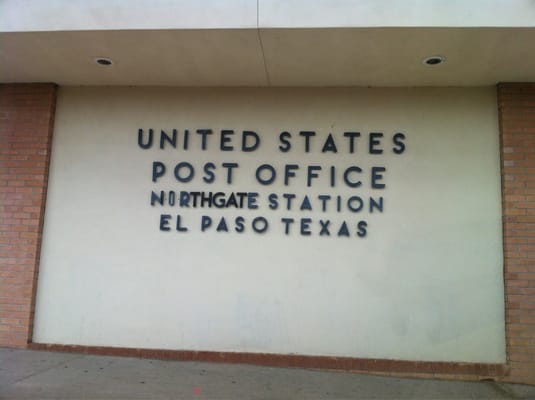 UNITED STATES
POST OFFICE
NORTHGATE STATION
EL PASO TEXAS